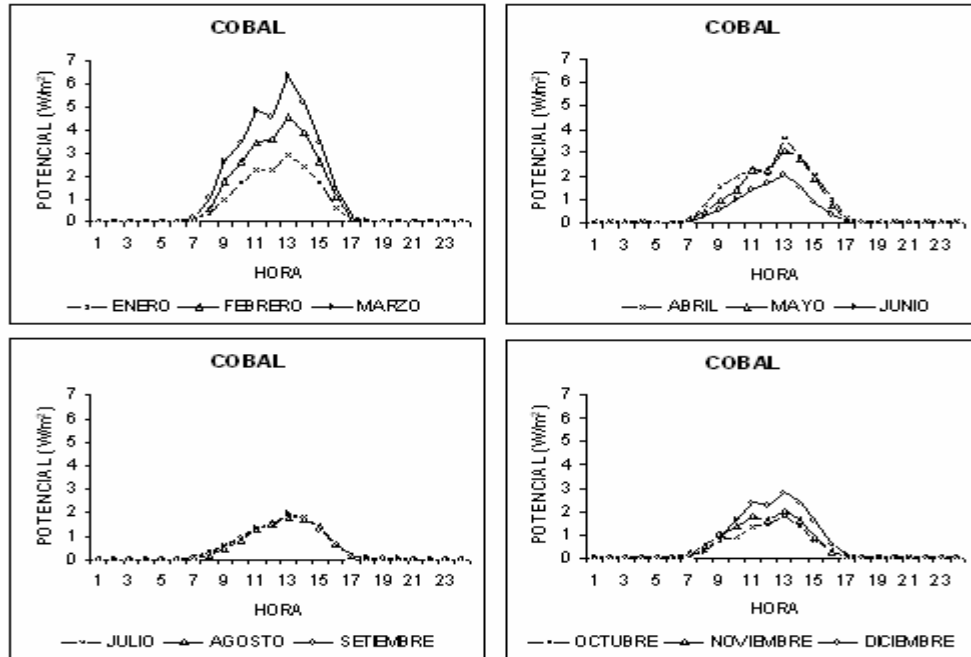 COBAL
POTENCIAL (W/m²)
7
6
5
4
3
2
1
0
1 3 5 7 9 11 13 15 17 19 21 23
HORA
ENERO FEBRERO MARZO
COBAL
POTENCIAL (W/m²)
7
6
5
4
3
2
1
0
1 3 5 7 9 11 13 15 17 19 21 23
HORA
ABRIL MAYO JUNIO
COBAL
POTENCIAL (W/m²)
7
6
5
4
3
2
1
0
1 3 5 7 9 11 13 15 17 19 21 23
HORA
JULIO AGOSTO SETIEMBRE
COBAL
POTENCIAL (W/m²)
7
6
5
4
3
2
1
0
1 3 5 7 9 11 13 15 17 19 21 23
HORA
OCTUBRE NOVIEMBRE DICIEMBRE